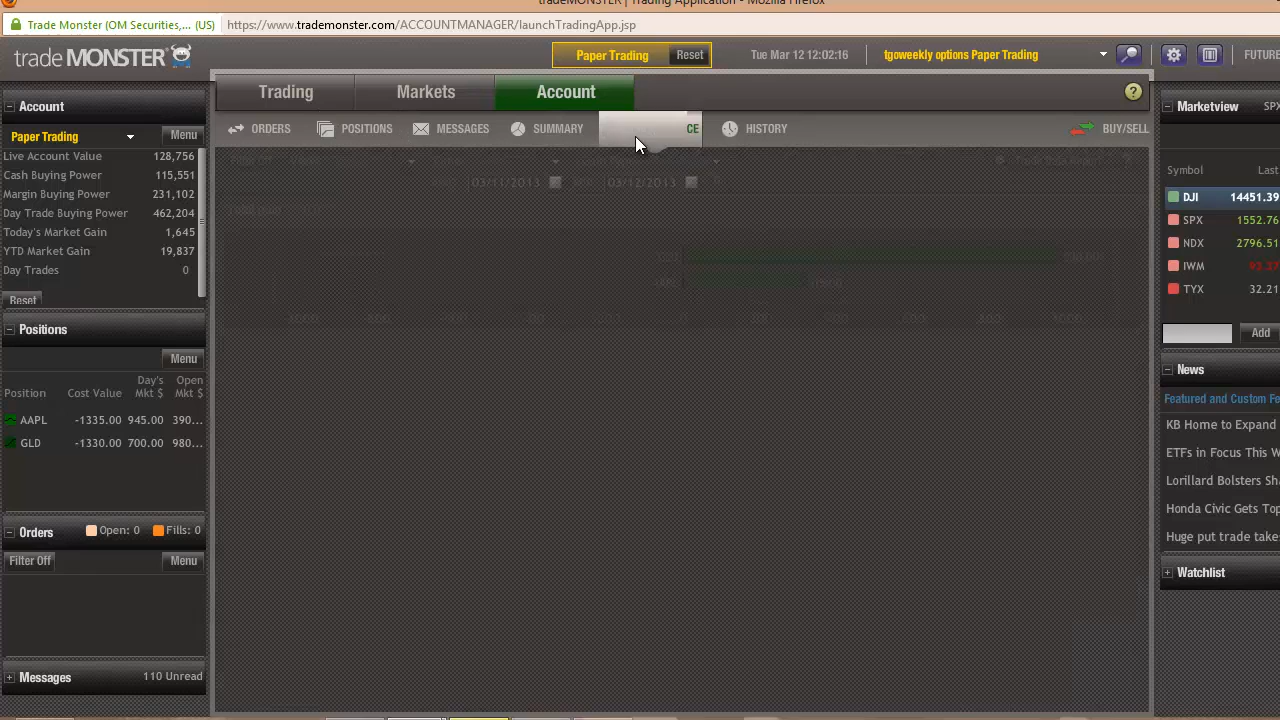 tradeMONSTER | Trading Application - Mozilla Firefox
Trade Monster (OM Securities,... (US)
https://www.trademonster.com/ACCOUNTMANAGER/launchTradingApp.jsp
trade MONSTER
Paper Trading
Reset
Tue Mar 12 12:02:16
tgoweekly options Paper Trading
FUTURE
Account
Paper Trading
Menu
Live Account Value 128,756
Cash Buying Power 115,551
Margin Buying Power 231,102
Day Trade Buying Power 462,204
Today's Market Gain 1,645
YTD Market Gain 19,837
Day Trades 0
Reset
Positions
Menu
Position Cost Value Day's Mkt $ Open Mkt $
AAPL -1335.00 945.00 390...
GLD -1330.00 700.00 980...
Orders Open: 0 Fills: 0
Filter Off Menu
Messages 110 Unread
Trading Markets Account
?
ORDERS POSITIONS MESSAGES SUMMARY CE HISTORY BUY/SELL
Filter Off
03/11/2013 03/12/2013
Marketview SPX
Symbol Last
DJI 14451.39
SPX 1552.76
NDX 2796.51
IWM 93.37
TYX 32.21
Add
News
Featured and Custom Fe
KB Home to Expand
ETFs in Focus This W
Lorillard Bolsters Sha
Honda Civic Gets Top
Huge put trade take
Watchlist